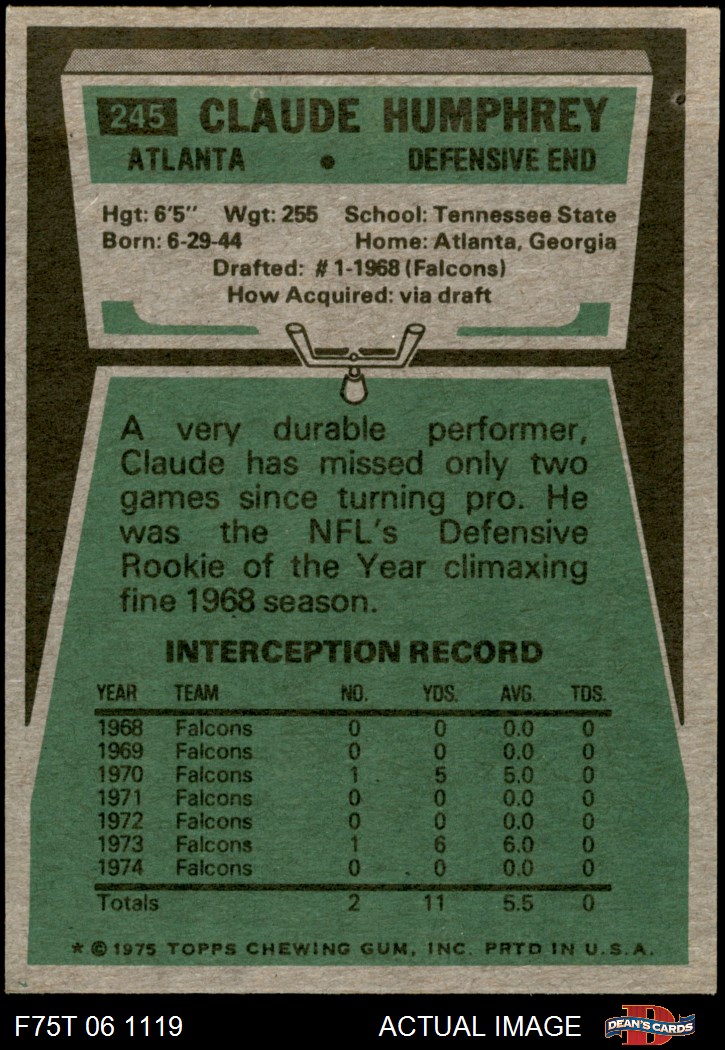 245 CLAUDE HUMPHREY
ATLANTA • DEFENSIVE END
Hgt: 6'5" Wgt: 255 School: Tennessee State
Born: 6-29-44 Home: Atlanta, Georgia
Drafted: #1-1968 (Falcons)
How Acquired: via draft
A very durable performer,
Claude has missed only two
games since turning pro. He
was the NFL's Defensive
Rookie of the Year climaxing
fine 1968 season.
INTERCEPTION RECORD
YEAR TEAM NO. YDS. AVG. TDS.
1968 Falcons 0 0 0.0 0
1969 Falcons 0 0 0.0 0
1970 Falcons 1 5 5.0 0
1971 Falcons 0 0 0.0 0
1972 Falcons 0 0 0.0 0
1973 Falcons 1 6 6.0 0
1974 Falcons 0 0 0.0 0
Totals 2 11 5.5 0
* © 1975 TOPPS CHEWING GUM, INC. PRTD IN U.S.A.
F75T 06 1119 ACTUAL IMAGE D DEAN'S CARDS